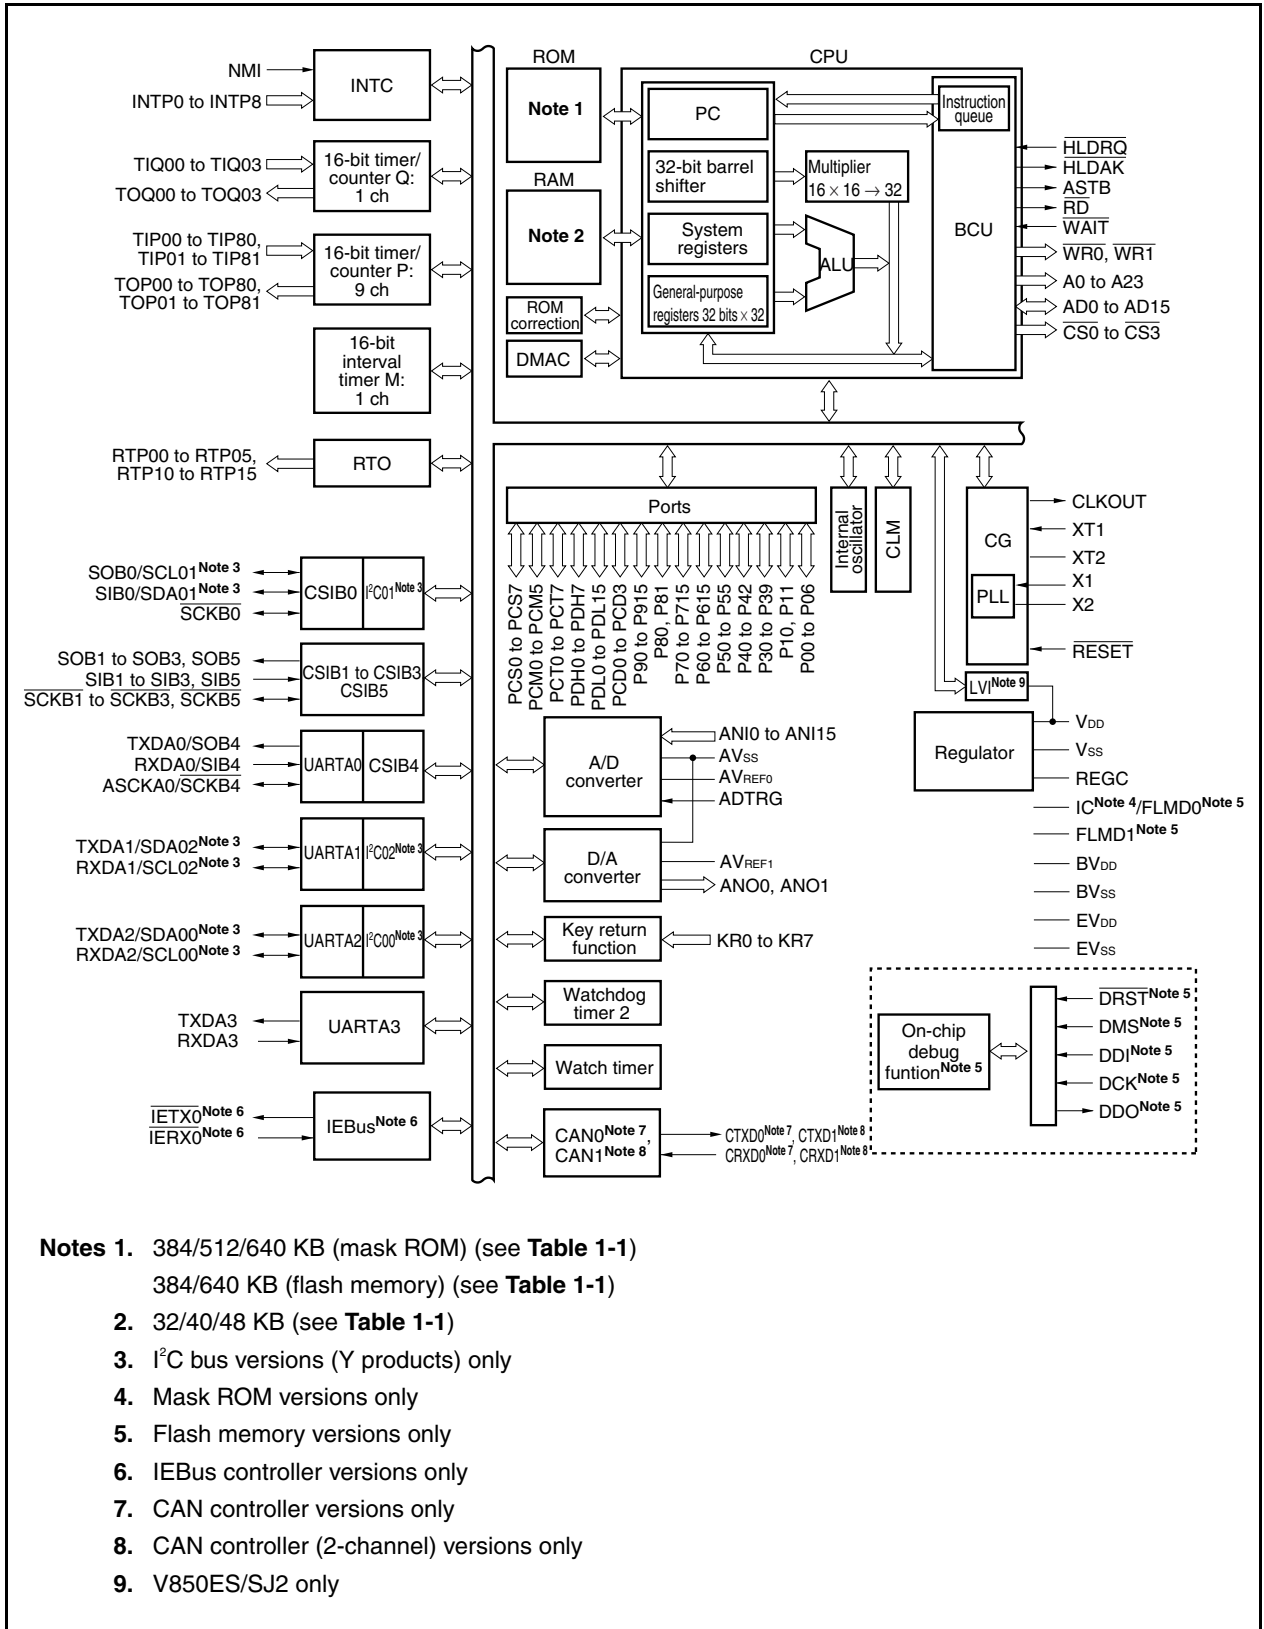 NMI
INTP0 to INTP8
INTC
TIQ00 to TIQ03
TOQ00 to TOQ03
16-bit timer/
counter Q:
1 ch
TIP00 to TIP80,
TIP01 to TIP81
TOP00 to TOP80,
TOP01 to TOP81
16-bit timer/
counter P:
9 ch
16-bit
interval
timer M:
1 ch
RTP00 to RTP05,
RTP10 to RTP15
RTO
SOB0/SCL01Note 3
SIB0/SDA01Note 3
SCKB0
CSIB0
I²C01Note 3
SOB1 to SOB3, SOB5
SIB1 to SIB3, SIB5
SCKB1 to SCKB3, SCKB5
CSIB1 to CSIB3
CSIB5
TXDA0/SOB4
RXDA0/SIB4
ASCKA0/SCKB4
UARTA0
CSIB4
TXDA1/SDA02Note 3
RXDA1/SCL02Note 3
UARTA1
I²C02Note 3
TXDA2/SDA00Note 3
RXDA2/SCL00Note 3
UARTA2
I²C00Note 3
TXDA3
RXDA3
UARTA3
IETX0Note 6
IERX0Note 6
IEBusNote 6
ROM
Note 1
RAM
Note 2
ROM
correction
DMAC
CPU
PC
32-bit barrel
shifter
System
registers
General-purpose
registers 32 bits × 32
Multiplier
16 × 16 → 32
ALU
Instruction
queue
BCU
HLDRQ
HLDAK
ASTB
RD
WAIT
WR0, WR1
A0 to A23
AD0 to AD15
CS0 to CS3
Ports
PCS0 to PCS7
PCM0 to PCM5
PCT0 to PCT7
PDH0 to PDH7
PDL0 to PDL15
PCD0 to PCD3
P90 to P915
P80, P81
P70 to P715
P60 to P615
P50 to P55
P40 to P42
P30 to P39
P10, P11
P00 to P06
Internal
oscillator
CLM
CG
PLL
CLKOUT
XT1
XT2
X1
X2
RESET
LVINote 9
Regulator
VDD
VSS
REGC
ICNote 4/FLMD0Note 5
FLMD1Note 5
BVDD
BVSS
EVDD
EVSS
A/D
converter
ANI0 to ANI15
AVSS
AVREF0
ADTRG
D/A
converter
AVREF1
ANO0, ANO1
Key return
function
KR0 to KR7
Watchdog
timer 2
Watch timer
CAN0Note 7,
CAN1Note 8
CTXD0Note 7, CTXD1Note 8
CRXD0Note 7, CRXD1Note 8
On-chip
debug
funtionNote 5
DRSTNote 5
DMSNote 5
DDINote 5
DCKNote 5
DDONote 5
Notes 1. 384/512/640 KB (mask ROM) (see Table 1-1)
384/640 KB (flash memory) (see Table 1-1)
2. 32/40/48 KB (see Table 1-1)
3. I²C bus versions (Y products) only
4. Mask ROM versions only
5. Flash memory versions only
6. IEBus controller versions only
7. CAN controller versions only
8. CAN controller (2-channel) versions only
9. V850ES/SJ2 only